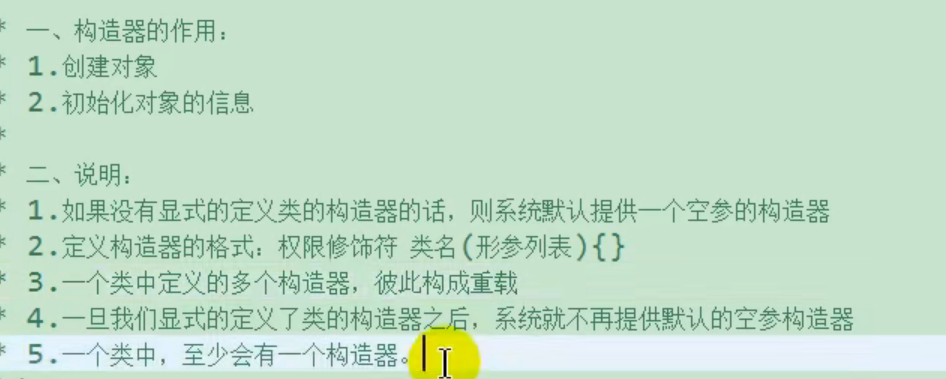 * 一、构造器的作用：
* 1.创建对象
* 2.初始化对象的信息
*
* 二、说明：
* 1.如果没有显式的定义类的构造器的话，则系统默认提供一个空参的构造器
* 2.定义构造器的格式：权限修饰符 类名(形参列表){}
* 3.一个类中定义的多个构造器，彼此构成重载
* 4.一旦我们显式的定义了类的构造器之后，系统就不再提供默认的空参构造器
* 5.一个类中，至少会有一个构造器。